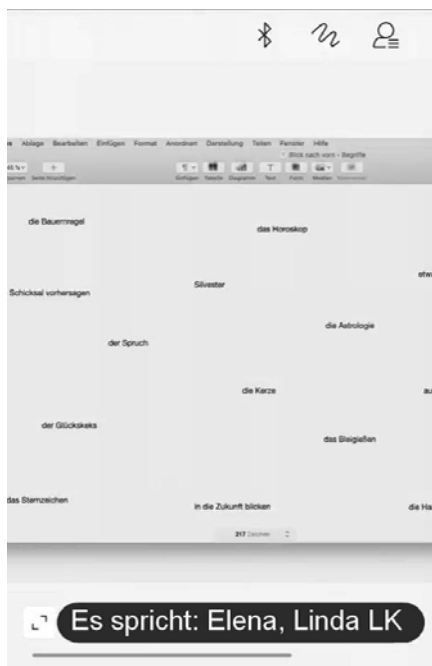 Ablage Bearbeiten Einfügen Format Anordnen Darstellung Teilen Fenster Hilfe
Blick nach vorn - Begriffe
Seite hinzufügen Einfügen Tabelle Diagramm Text Form Medien
die Bauernregel
das Horoskop
Silvester
Schicksal vorhersagen
die Astrologie
der Spruch
die Kerze
der Glückskeks
das Bleigießen
das Sternzeichen
in die Zukunft blicken
217 Zeichen
Es spricht: Elena, Linda LK